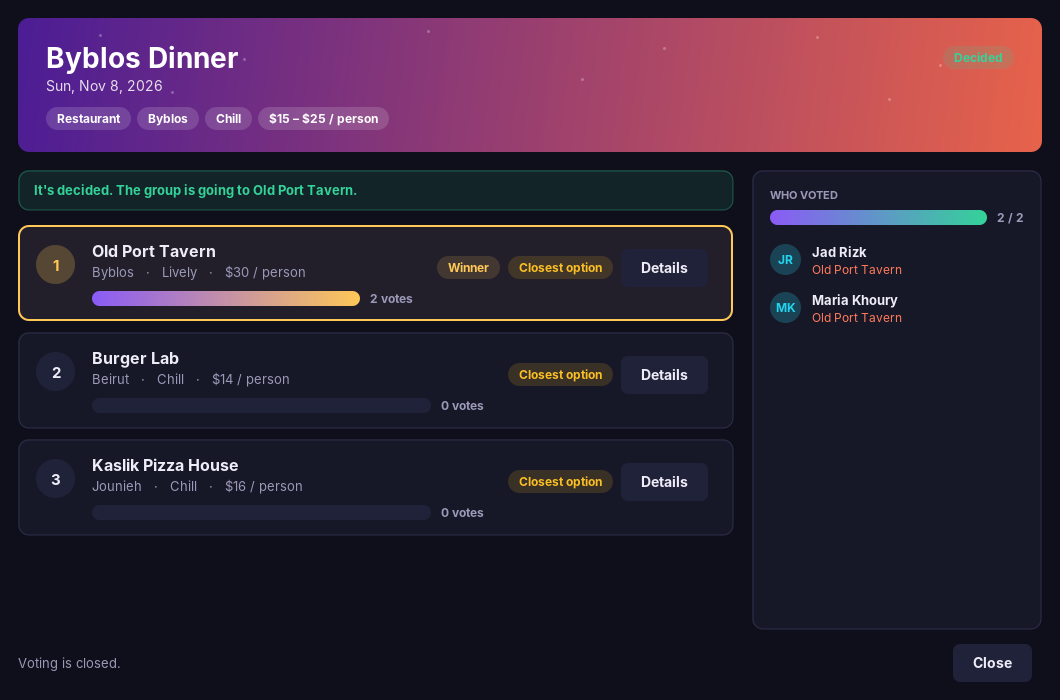 Byblos Dinner
Sun, Nov 8, 2026
Restaurant Byblos Chill $15 – $25 / person
Decided
It's decided. The group is going to Old Port Tavern.
1
Old Port Tavern
Byblos · Lively · $30 / person
2 votes
Winner Closest option Details
2
Burger Lab
Beirut · Chill · $14 / person
0 votes
Closest option Details
3
Kaslik Pizza House
Jounieh · Chill · $16 / person
0 votes
Closest option Details
WHO VOTED
2 / 2
JR
Jad Rizk
Old Port Tavern
MK
Maria Khoury
Old Port Tavern
Voting is closed.
Close